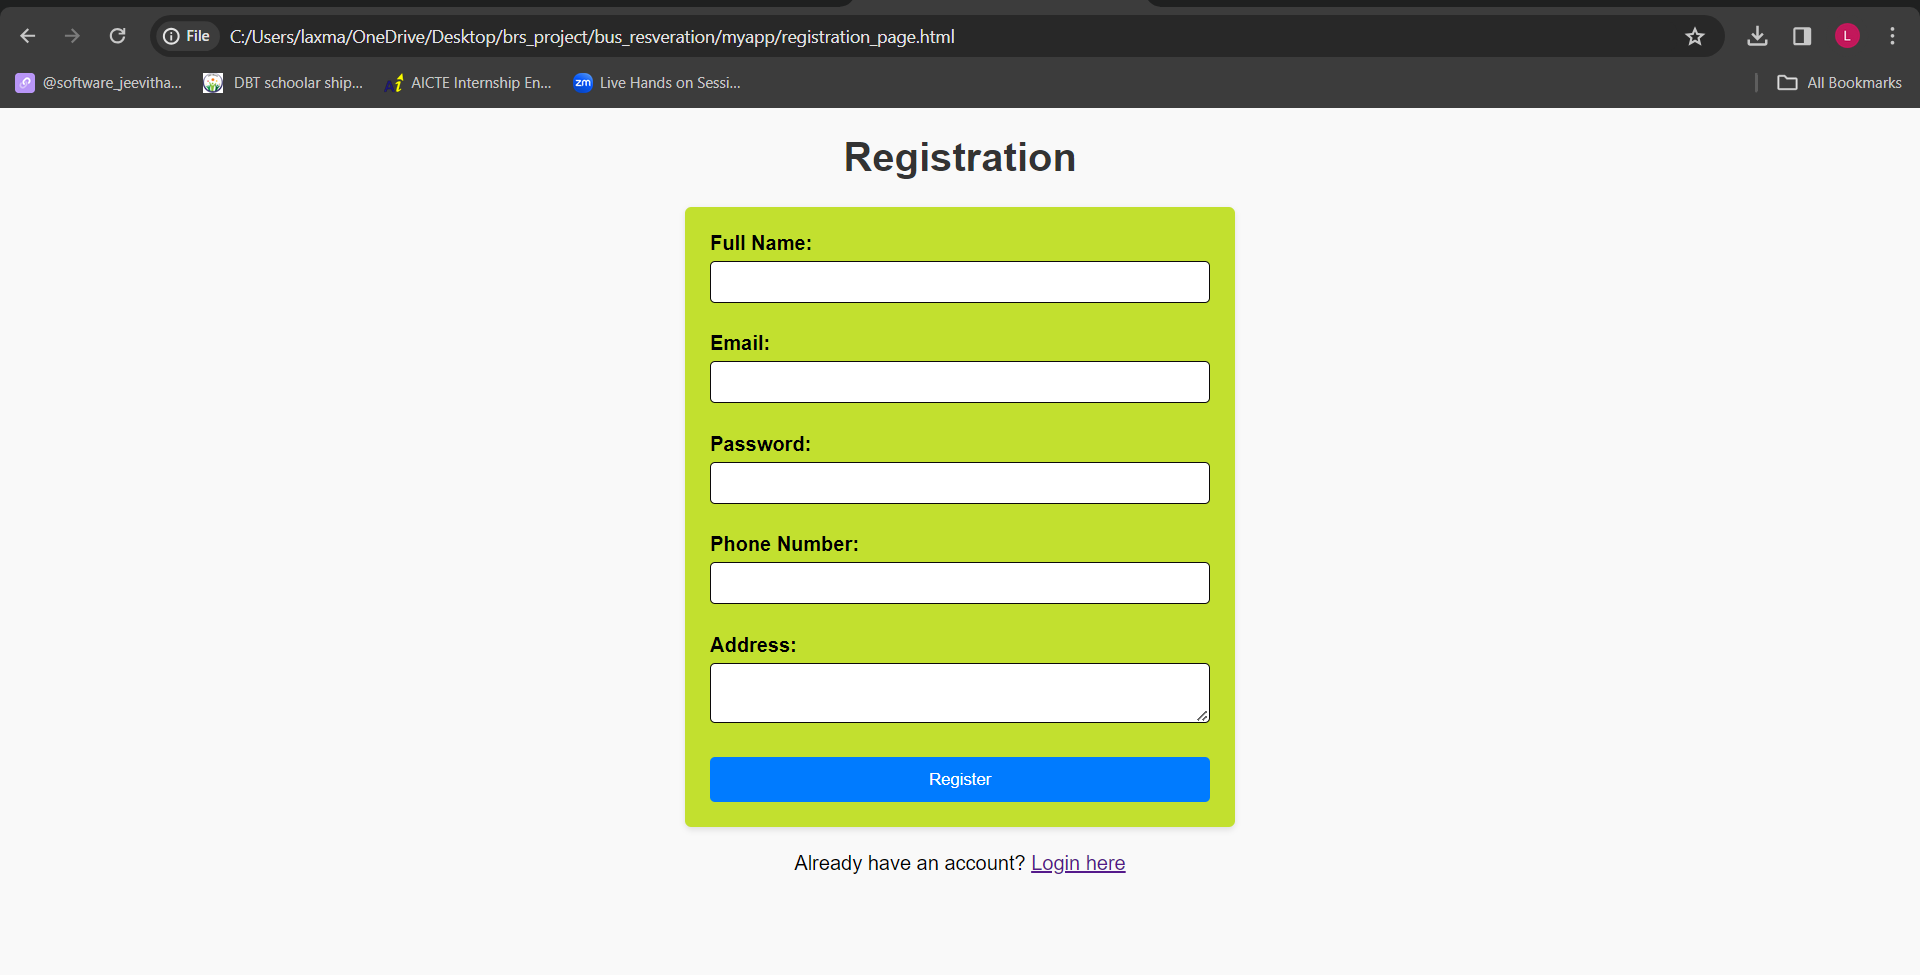 File C:/Users/laxma/OneDrive/Desktop/brs_project/bus_resveration/myapp/registration_page.html L
@software_jeevitha... DBT schoolar ship... Ai AICTE Internship En... zm Live Hands on Sessi... All Bookmarks
Registration
Full Name:
Email:
Password:
Phone Number:
Address:
Register
Already have an account? Login here